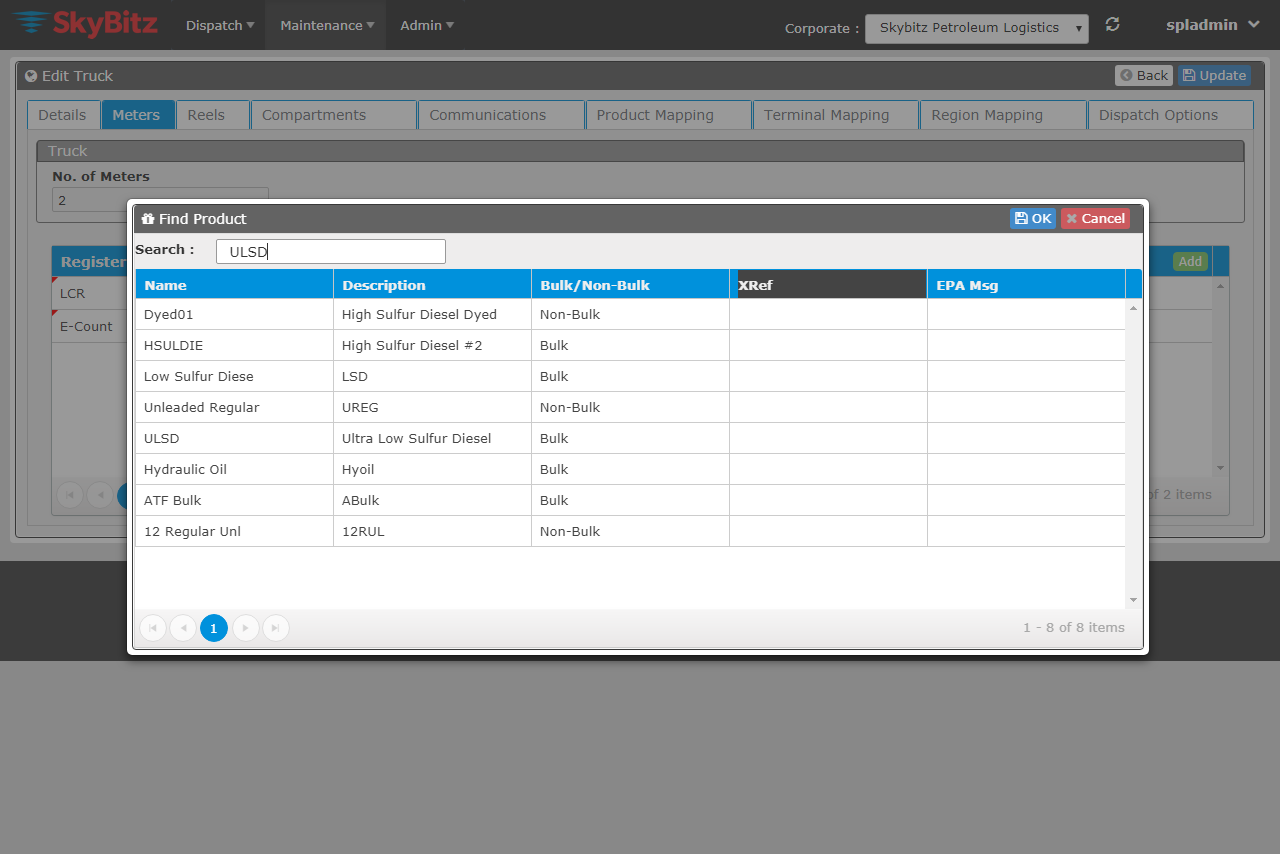 SkyBitz Dispatch Maintenance Admin Corporate : Skybitz Petroleum Logistics spladmin
Edit Truck Back Update
Details Meters Reels Compartments Communications Product Mapping Terminal Mapping Region Mapping Dispatch Options
Truck
No. of Meters
2
Find Product OK Cancel
Search : ULSD
Register Add
Name Description Bulk/Non-Bulk XRef EPA Msg
LCR
E-Count
Dyed01 High Sulfur Diesel Dyed Non-Bulk
HSULDIE High Sulfur Diesel #2 Bulk
Low Sulfur Diese LSD Bulk
Unleaded Regular UREG Non-Bulk
ULSD Ultra Low Sulfur Diesel Bulk
Hydraulic Oil Hyoil Bulk
ATF Bulk ABulk Bulk
12 Regular Unl 12RUL Non-Bulk
of 2 items
1 1 - 8 of 8 items